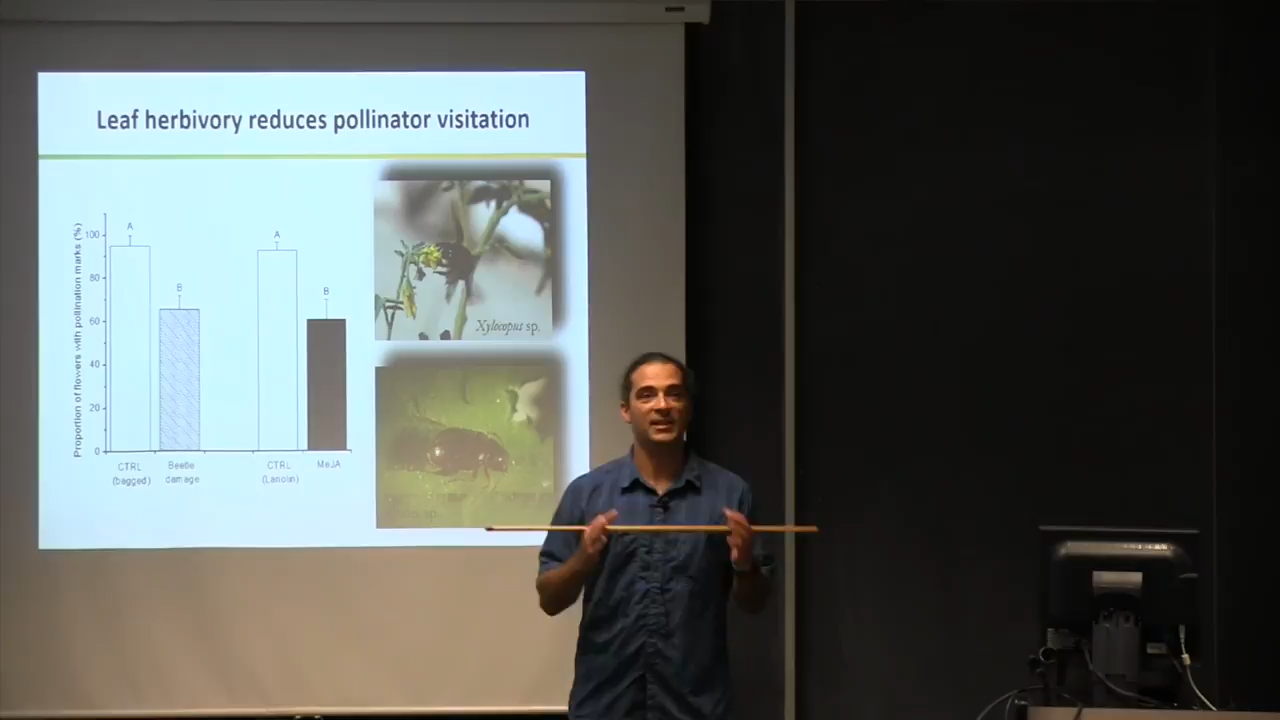 Leaf herbivory reduces pollinator visitation
Proportion of flowers with pollination marks (%)
100
80
60
40
20
0
A
B
A
B
CTRL
(bagged)
Beetle
damage
CTRL
(Lanolin)
MeJA
Xylocopus sp.
sp.